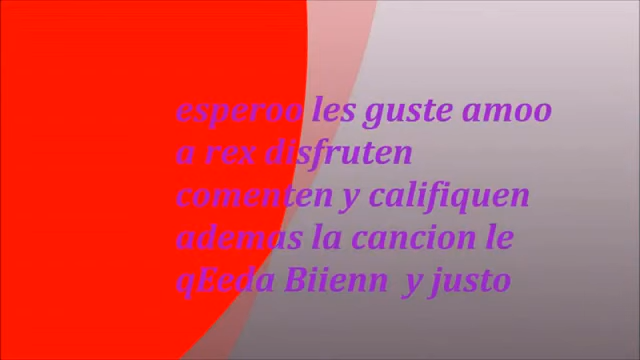 esperoo les guste amoo
a rex disfruten
comenten y califiquen
ademas la cancion le
qEeda Biienn y justo